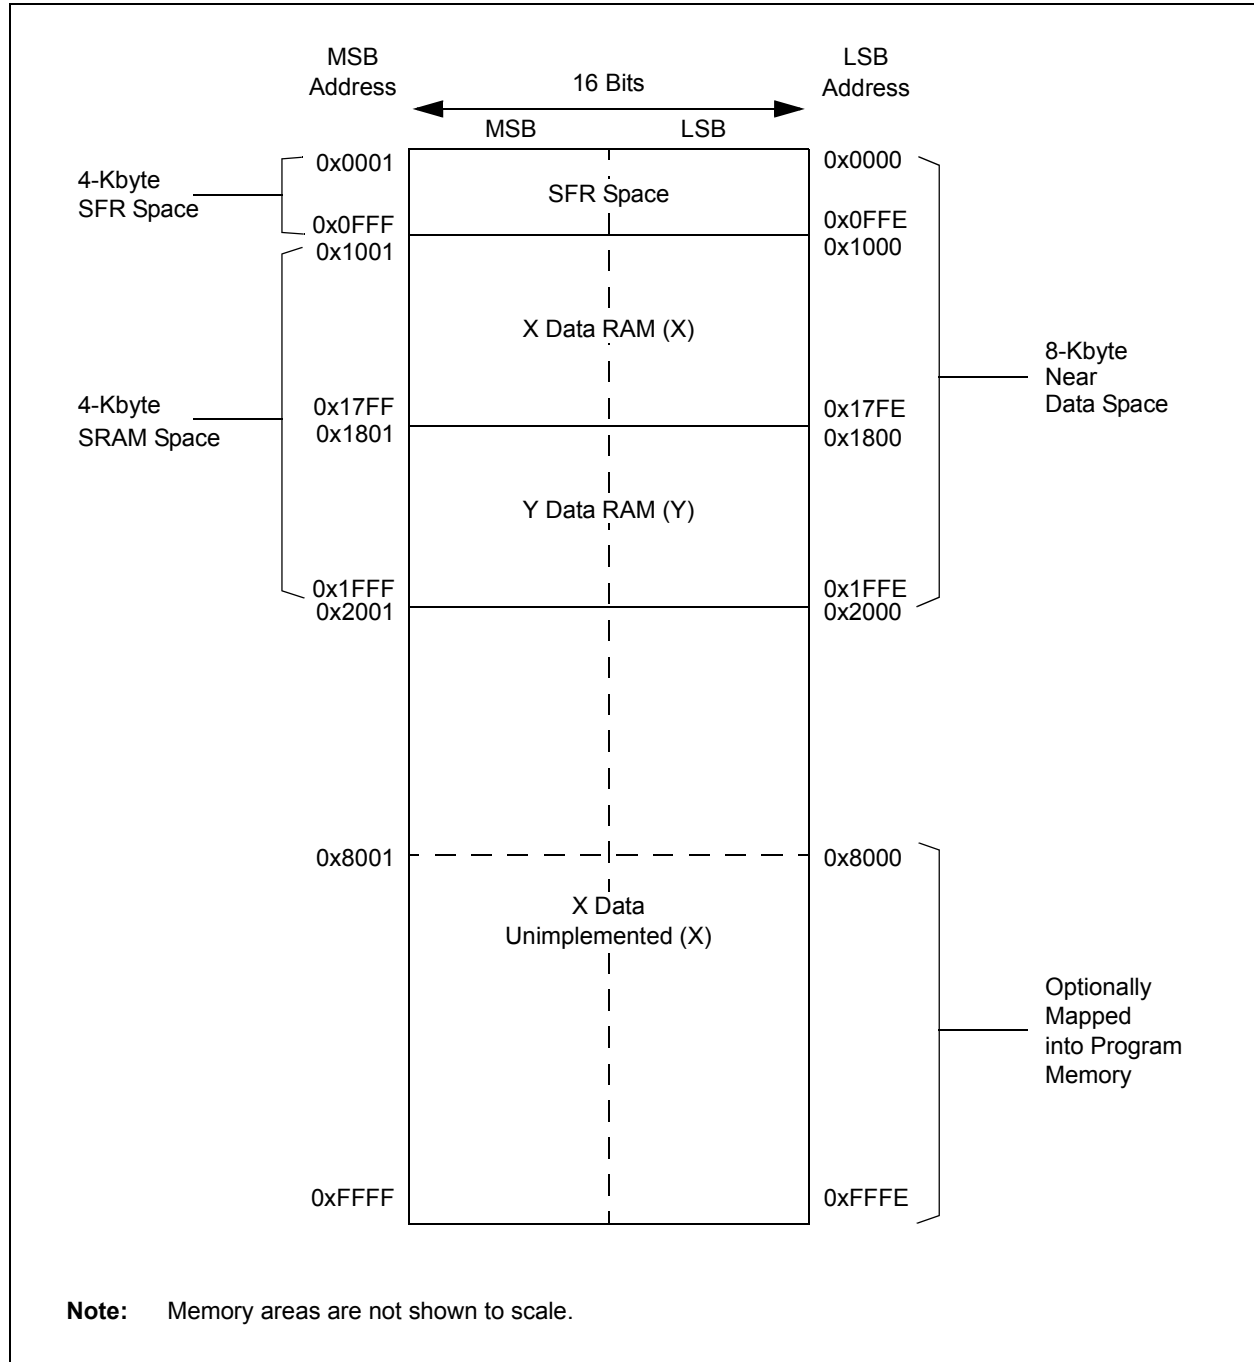 MSB
Address
16 Bits
LSB
Address
MSB
LSB
0x0001
0x0000
4-Kbyte
SFR Space
SFR Space
0x0FFF
0x0FFE
0x1001
0x1000
X Data RAM (X)
8-Kbyte
Near
Data Space
4-Kbyte
SRAM Space
0x17FF
0x17FE
0x1801
0x1800
Y Data RAM (Y)
0x1FFF
0x1FFE
0x2001
0x2000
0x8001
0x8000
X Data
Unimplemented (X)
Optionally
Mapped
into Program
Memory
0xFFFF
0xFFFE
Note: Memory areas are not shown to scale.